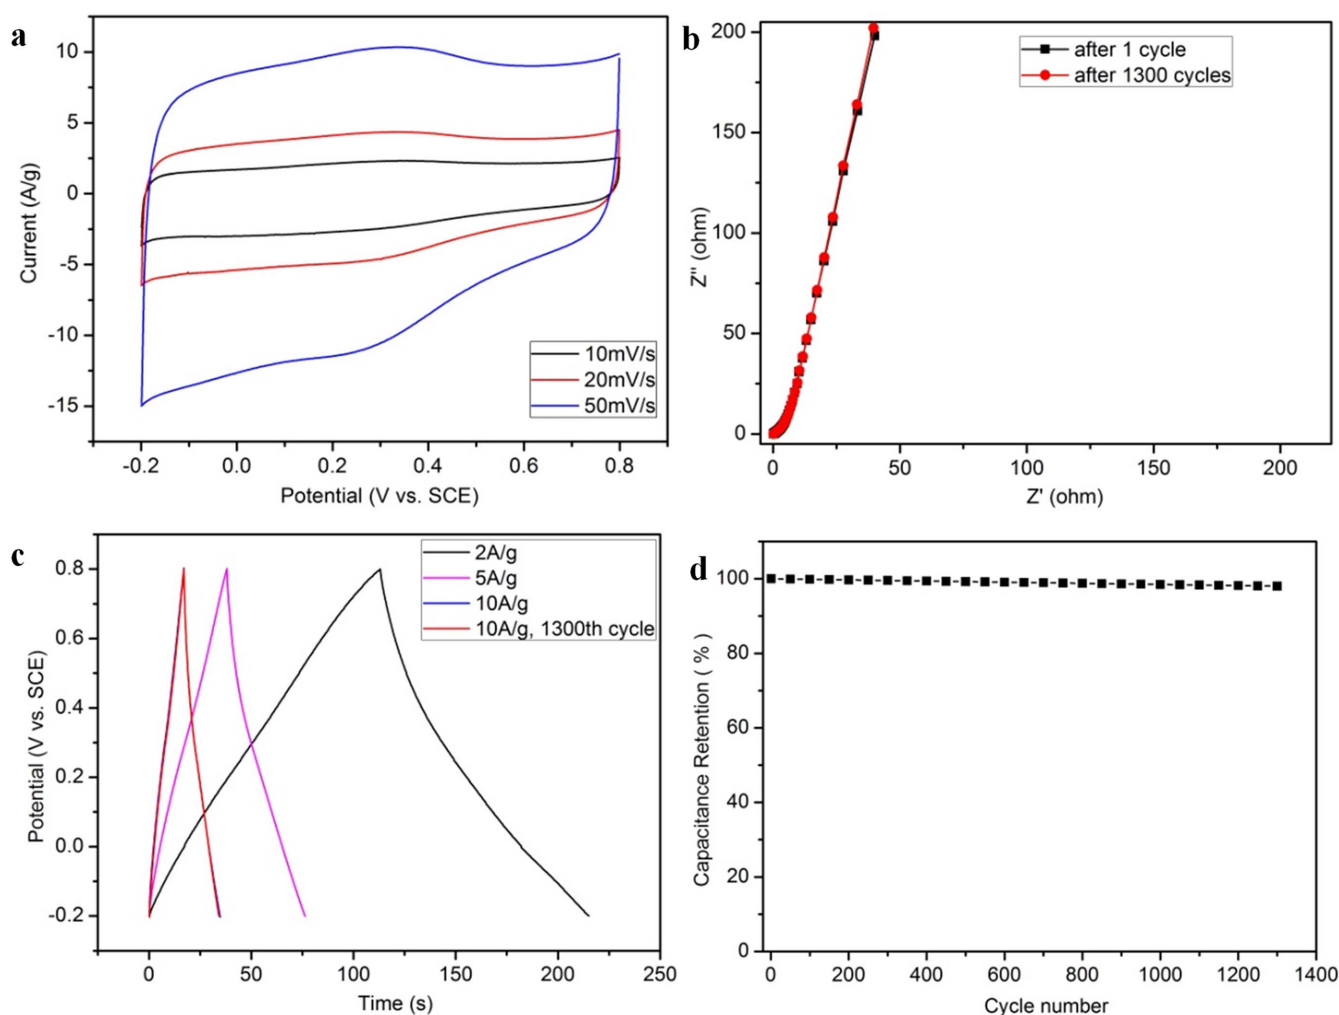 a
10
5
0
-5
-10
-15
Current (A/g)
10mV/s
20mV/s
50mV/s
-0.2 0.0 0.2 0.4 0.6 0.8
Potential (V vs. SCE)
b
200
150
100
50
0
Z'' (ohm)
after 1 cycle
after 1300 cycles
0 50 100 150 200
Z' (ohm)
c
0.8
0.6
0.4
0.2
0.0
-0.2
Potential (V vs. SCE)
2A/g
5A/g
10A/g
10A/g, 1300th cycle
0 50 100 150 200 250
Time (s)
d
100
80
60
40
20
0
Capacitance Retention ( % )
0 200 400 600 800 1000 1200 1400
Cycle number